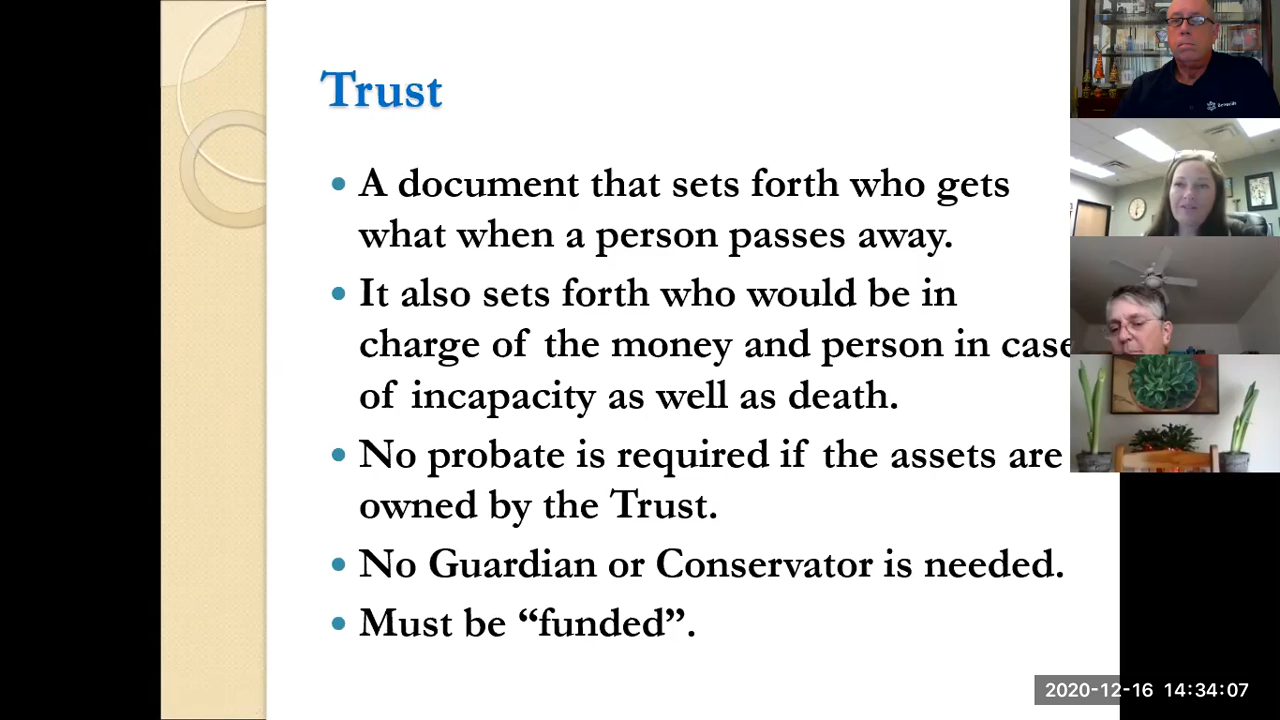 Trust
• A document that sets forth who gets
what when a person passes away.
• It also sets forth who would be in
charge of the money and person in case
of incapacity as well as death.
• No probate is required if the assets are
owned by the Trust.
• No Guardian or Conservator is needed.
• Must be “funded”.
2020-12-16 14:34:07